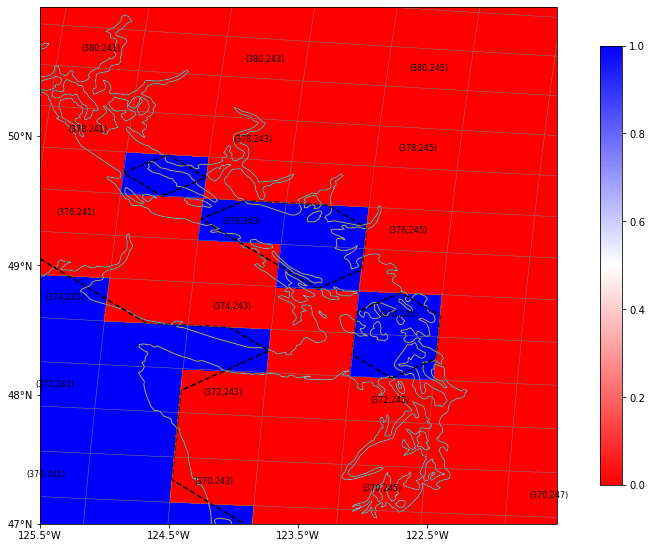 (380,241)
(380,243)
(380,245)
1.0
0.8
50°N
(378,241)
(378,243)
(378,245)
0.6
(376,241)
(376,243)
(376,245)
49°N
0.4
(374,241)
(374,243)
0.2
48°N
(372,241)
(372,243)
(372,245)
(370,243)
(370,245)
(370,247)
0.0
47°N
125.5°W
124.5°W
123.5°W
122.5°W